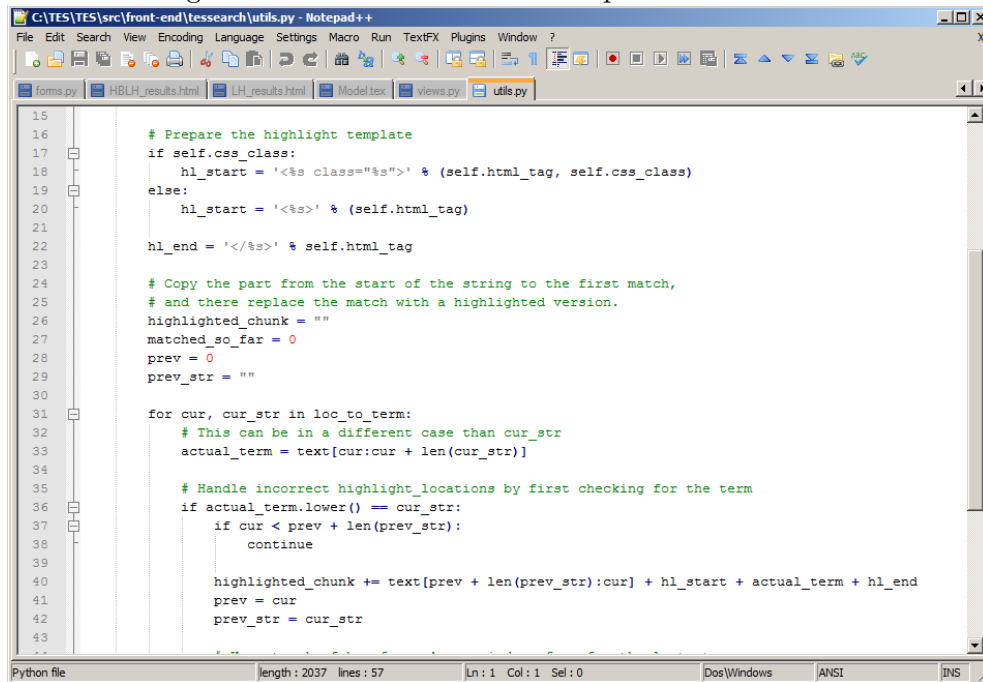 C:\TES\TES\src\front-end\tessearch\utils.py - Notepad++
File Edit Search View Encoding Language Settings Macro Run TextFX Plugins Window ? X
forms.py HBLH_results.html LH_results.html Model.tex views.py utils.py
15
16 # Prepare the highlight template
17 if self.css_class:
18 hl_start = '<%s class="%s">' % (self.html_tag, self.css_class)
19 else:
20 hl_start = '<%s>' % (self.html_tag)
21
22 hl_end = '</%s>' % self.html_tag
23
24 # Copy the part from the start of the string to the first match,
25 # and there replace the match with a highlighted version.
26 highlighted_chunk = ""
27 matched_so_far = 0
28 prev = 0
29 prev_str = ""
30
31 for cur, cur_str in loc_to_term:
32 # This can be in a different case than cur_str
33 actual_term = text[cur:cur + len(cur_str)]
34
35 # Handle incorrect highlight_locations by first checking for the term
36 if actual_term.lower() == cur_str:
37 if cur < prev + len(prev_str):
38 continue
39
40 highlighted_chunk += text[prev + len(prev_str):cur] + hl_start + actual_term + hl_end
41 prev = cur
42 prev_str = cur_str
43
Python file length : 2037 lines : 57 Ln : 1 Col : 1 Sel : 0 Dos\Windows ANSI INS